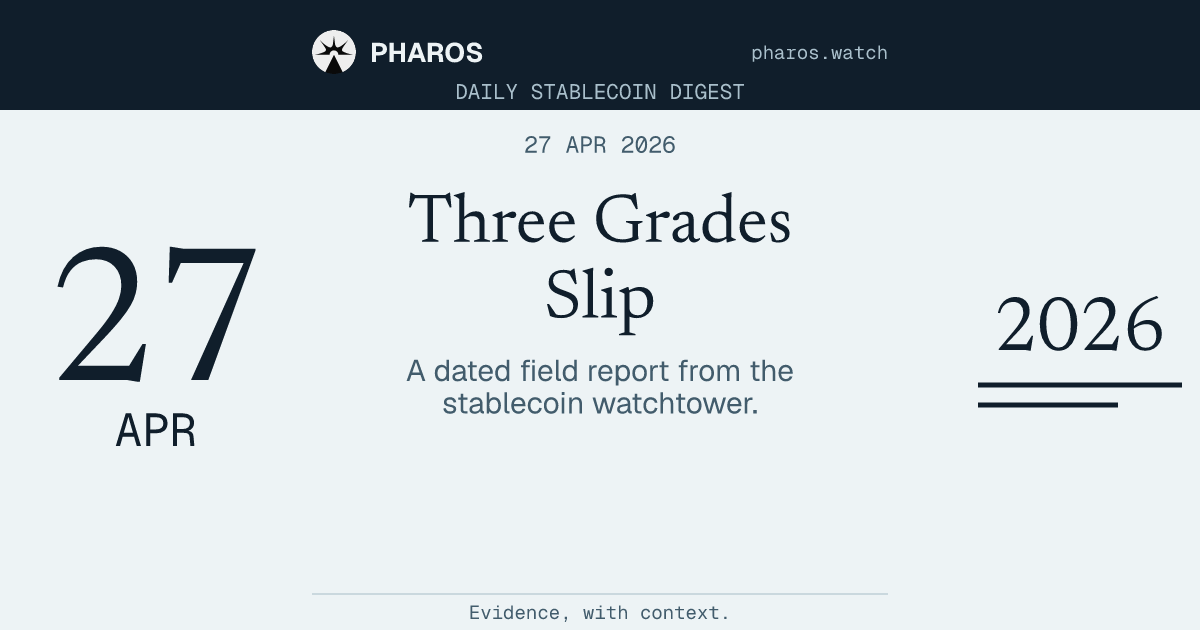 PHAROS
pharos.watch
DAILY STABLECOIN DIGEST
27 APR 2026
Three Grades
Slip
A dated field report from the
stablecoin watchtower.
27
APR
2026
Evidence, with context.